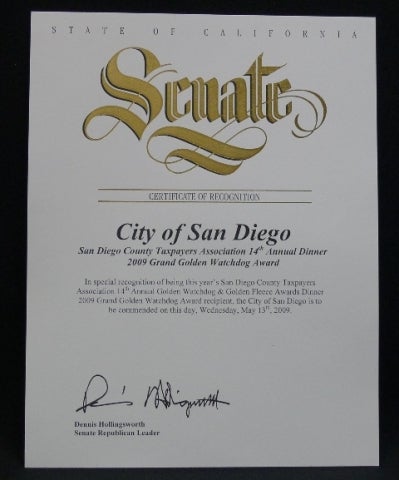 STATE OF CALIFORNIA
Senate
CERTIFICATE OF RECOGNITION
City of San Diego
San Diego County Taxpayers Association 14th Annual Dinner
2009 Grand Golden Watchdog Award
In special recognition of being this year's San Diego County Taxpayers
Association 14th Annual Golden Watchdog & Golden Fleece Awards Dinner
2009 Grand Golden Watchdog Award recipient, the City of San Diego is to
be commended on this day, Wednesday, May 13th, 2009.
Dennis Hollingsworth
Dennis Hollingsworth
Senate Republican Leader